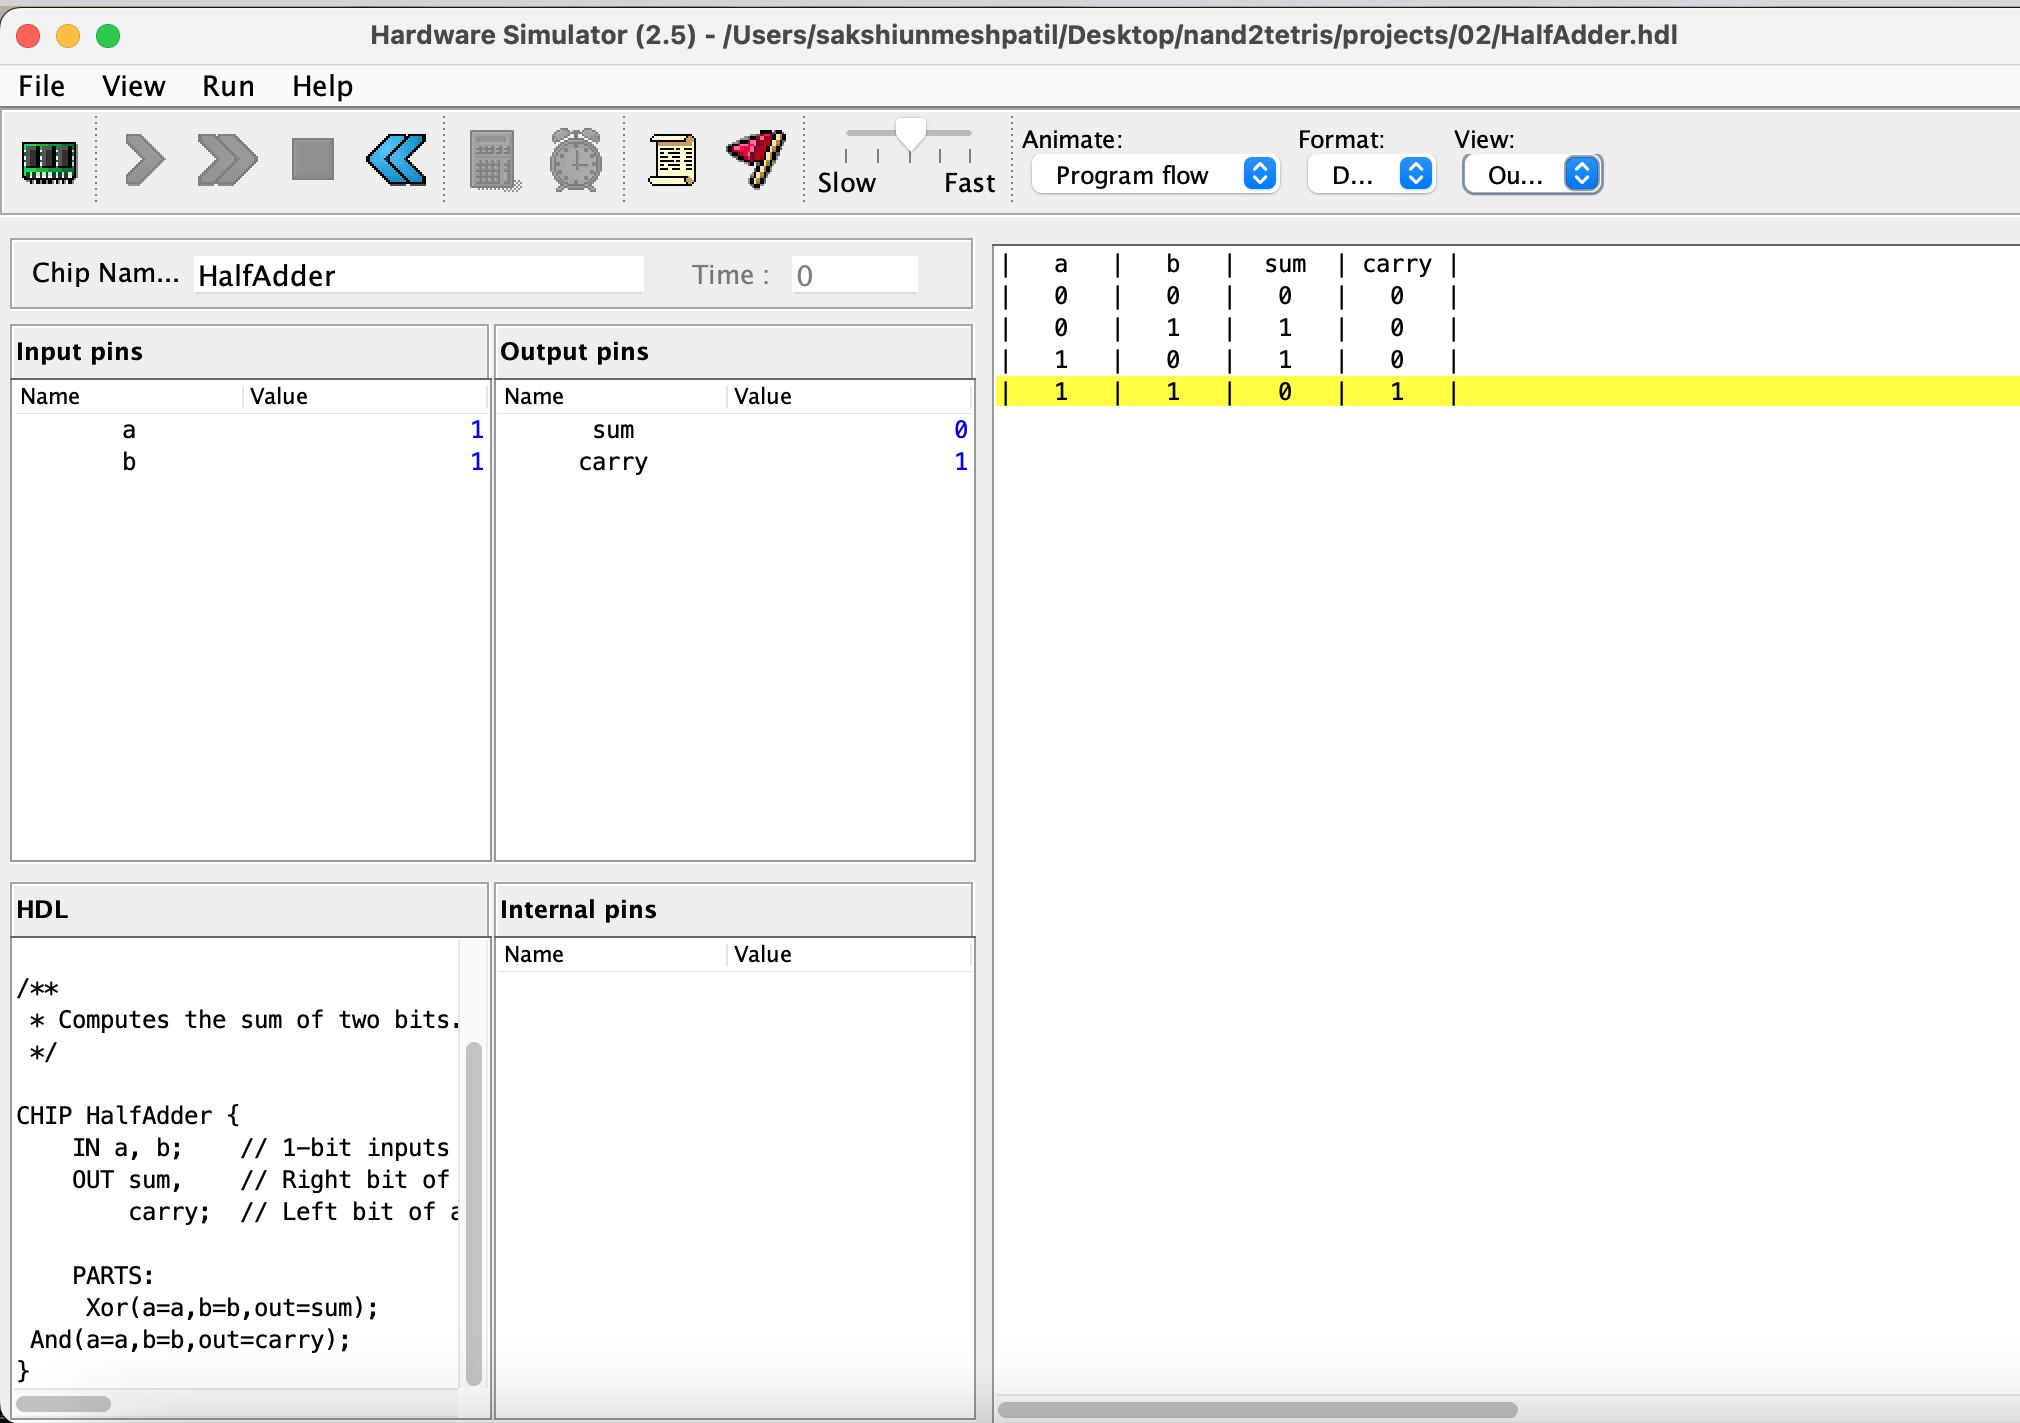 Hardware Simulator (2.5) - /Users/sakshiunmeshpatil/Desktop/nand2tetris/projects/02/HalfAdder.hdl
File View Run Help
Slow Fast
Animate: Format: View:
Program flow D... Ou...
Chip Nam... HalfAdder Time : 0
Input pins
Name Value
a 1
b 1
Output pins
Name Value
sum 0
carry 1
| a | b | sum | carry |
| 0 | 0 | 0 | 0 |
| 0 | 1 | 1 | 0 |
| 1 | 0 | 1 | 0 |
| 1 | 1 | 0 | 1 |
HDL
/**
* Computes the sum of two bits.
*/
CHIP HalfAdder {
IN a, b; // 1-bit inputs
OUT sum, // Right bit of
carry; // Left bit of a
PARTS:
Xor(a=a,b=b,out=sum);
And(a=a,b=b,out=carry);
}
Internal pins
Name Value